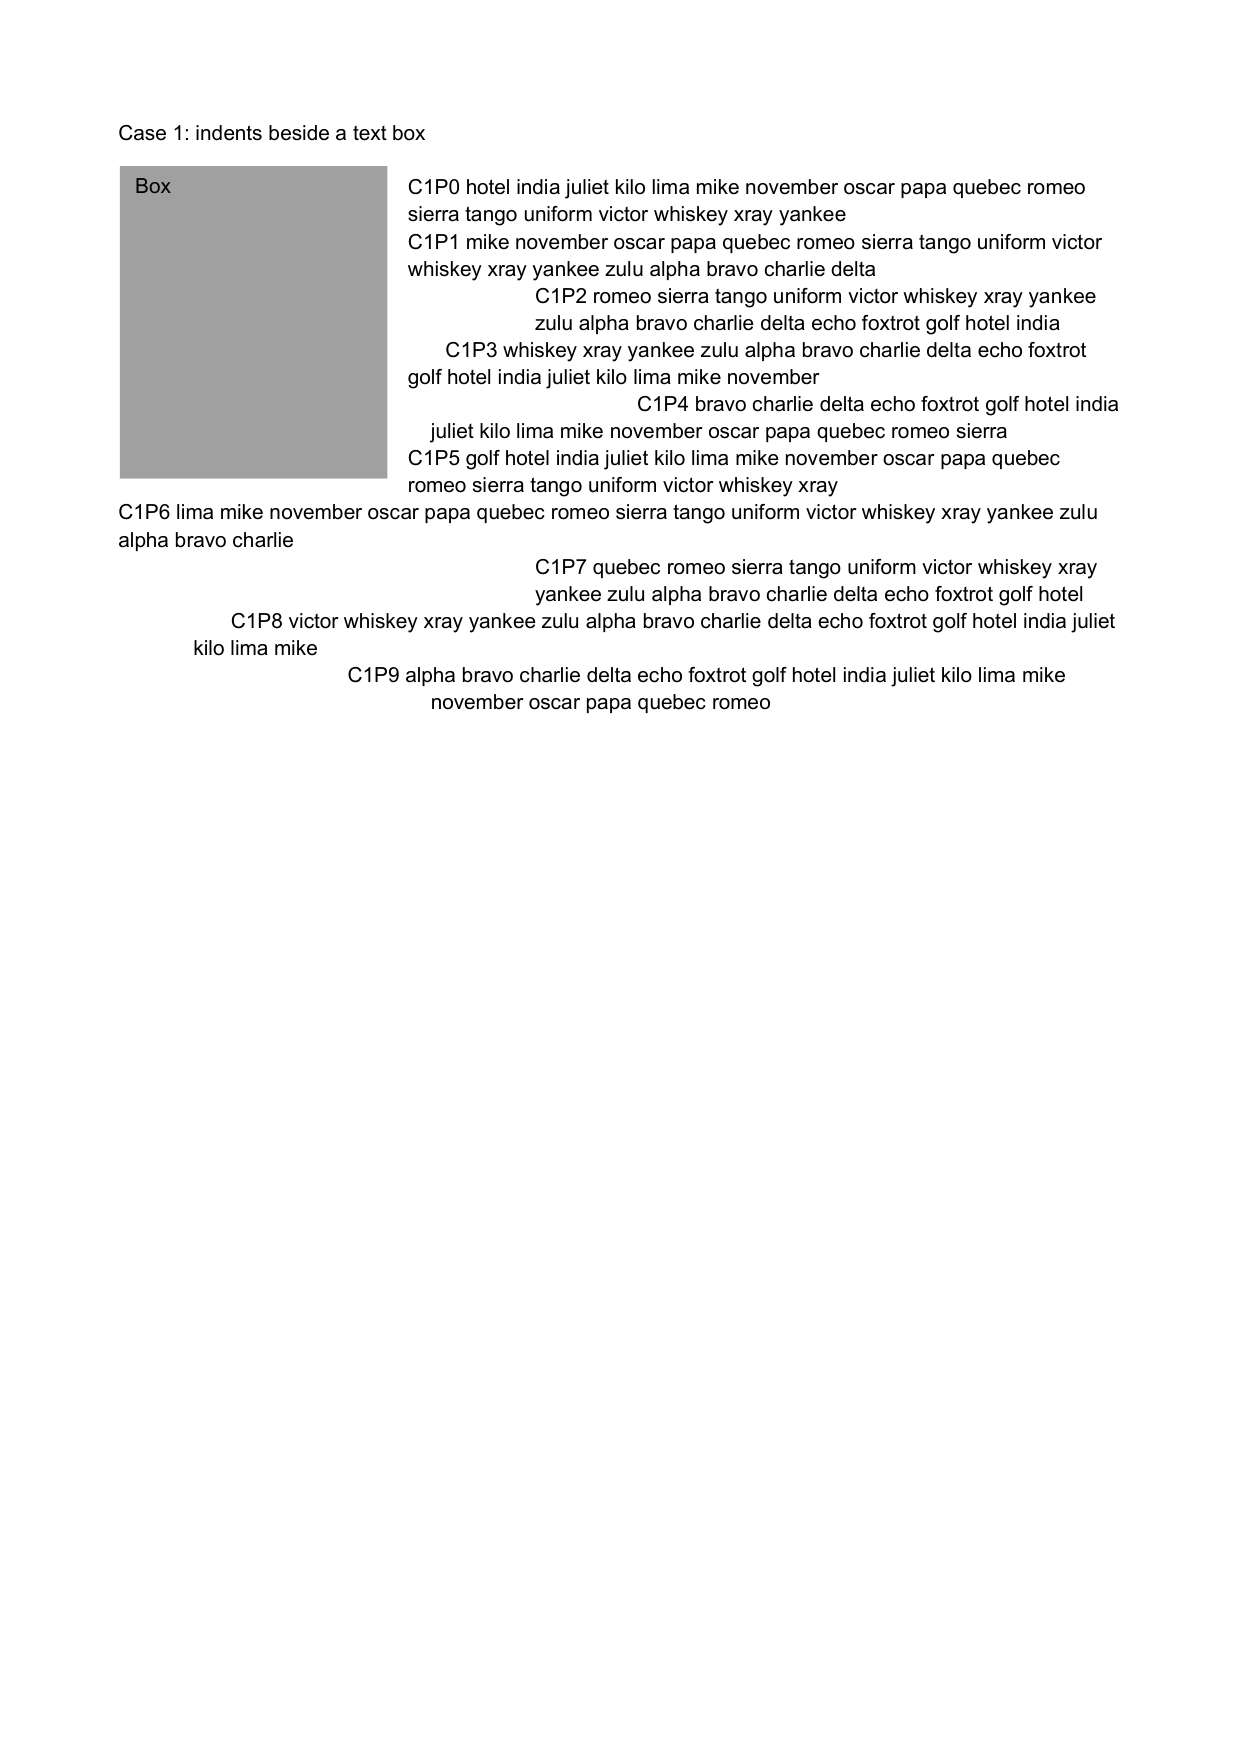 Case 1: indents beside a text box
Box
C1P0 hotel india juliet kilo lima mike november oscar papa quebec romeo
sierra tango uniform victor whiskey xray yankee
C1P1 mike november oscar papa quebec romeo sierra tango uniform victor
whiskey xray yankee zulu alpha bravo charlie delta
C1P2 romeo sierra tango uniform victor whiskey xray yankee
zulu alpha bravo charlie delta echo foxtrot golf hotel india
C1P3 whiskey xray yankee zulu alpha bravo charlie delta echo foxtrot
golf hotel india juliet kilo lima mike november
C1P4 bravo charlie delta echo foxtrot golf hotel india
juliet kilo lima mike november oscar papa quebec romeo sierra
C1P5 golf hotel india juliet kilo lima mike november oscar papa quebec
romeo sierra tango uniform victor whiskey xray
C1P6 lima mike november oscar papa quebec romeo sierra tango uniform victor whiskey xray yankee zulu
alpha bravo charlie
C1P7 quebec romeo sierra tango uniform victor whiskey xray
yankee zulu alpha bravo charlie delta echo foxtrot golf hotel
C1P8 victor whiskey xray yankee zulu alpha bravo charlie delta echo foxtrot golf hotel india juliet
kilo lima mike
C1P9 alpha bravo charlie delta echo foxtrot golf hotel india juliet kilo lima mike
november oscar papa quebec romeo